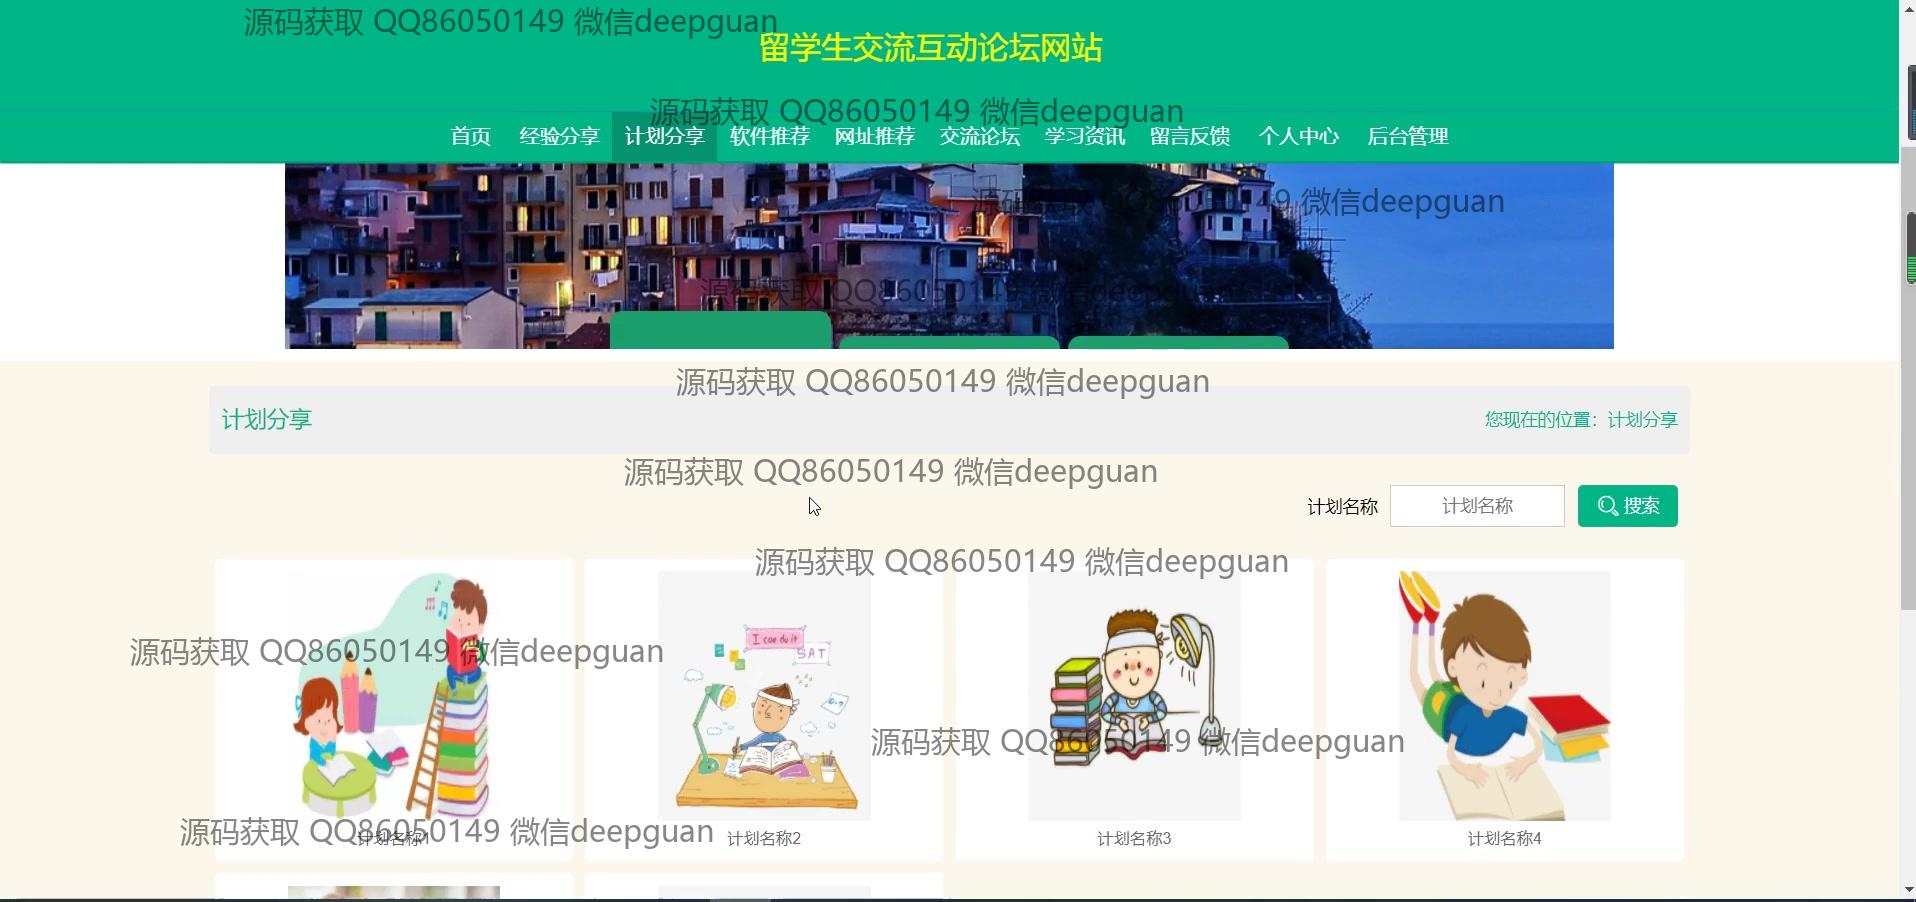 源码获取 QQ86050149 微信deepguan
留学生交流互动论坛网站
源码获取 QQ86050149 微信deepguan
首页 经验分享 计划分享 软件推荐 网址推荐 交流论坛 学习资讯 留言反馈 个人中心 后台管理
源码获取 QQ86050149 微信deepguan
源码获取 QQ86050149 微信deepguan
源码获取 QQ86050149 微信deepguan
计划分享
您现在的位置：计划分享
源码获取 QQ86050149 微信deepguan
计划名称 计划名称 搜索
源码获取 QQ86050149 微信deepguan
I can do it
SAT
源码获取 QQ86050149 微信deepguan
源码获取 QQ86050149 微信deepguan
源码获取 QQ86050149 微信deepguan
计划名称1 计划名称2 计划名称3 计划名称4